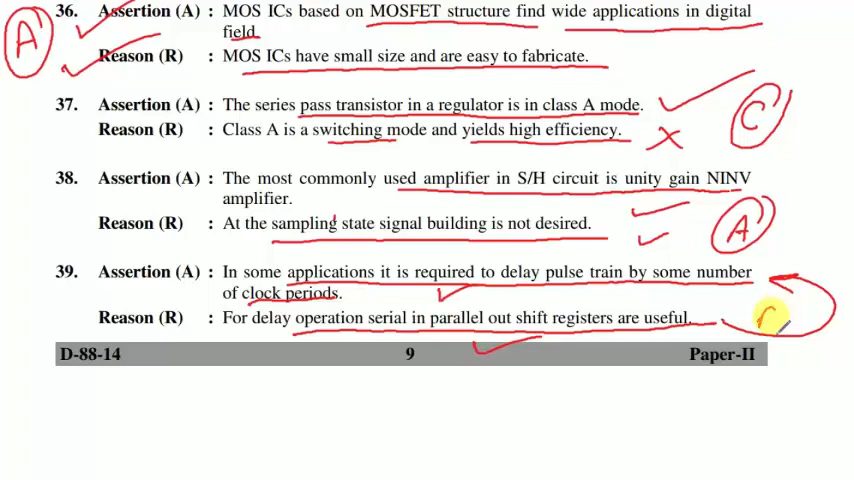 36. Assertion (A) : MOS ICs based on MOSFET structure find wide applications in digital
field.
Reason (R) : MOS ICs have small size and are easy to fabricate.
A'
37. Assertion (A) : The series pass transistor in a regulator is in class A mode.
Reason (R) : Class A is a switching mode and yields high efficiency.
C'
38. Assertion (A) : The most commonly used amplifier in S/H circuit is unity gain NINV
amplifier.
Reason (R) : At the sampling state signal building is not desired.
A'
39. Assertion (A) : In some applications it is required to delay pulse train by some number
of clock periods.
Reason (R) : For delay operation serial in parallel out shift registers are useful.
D-88-14 9 Paper-II